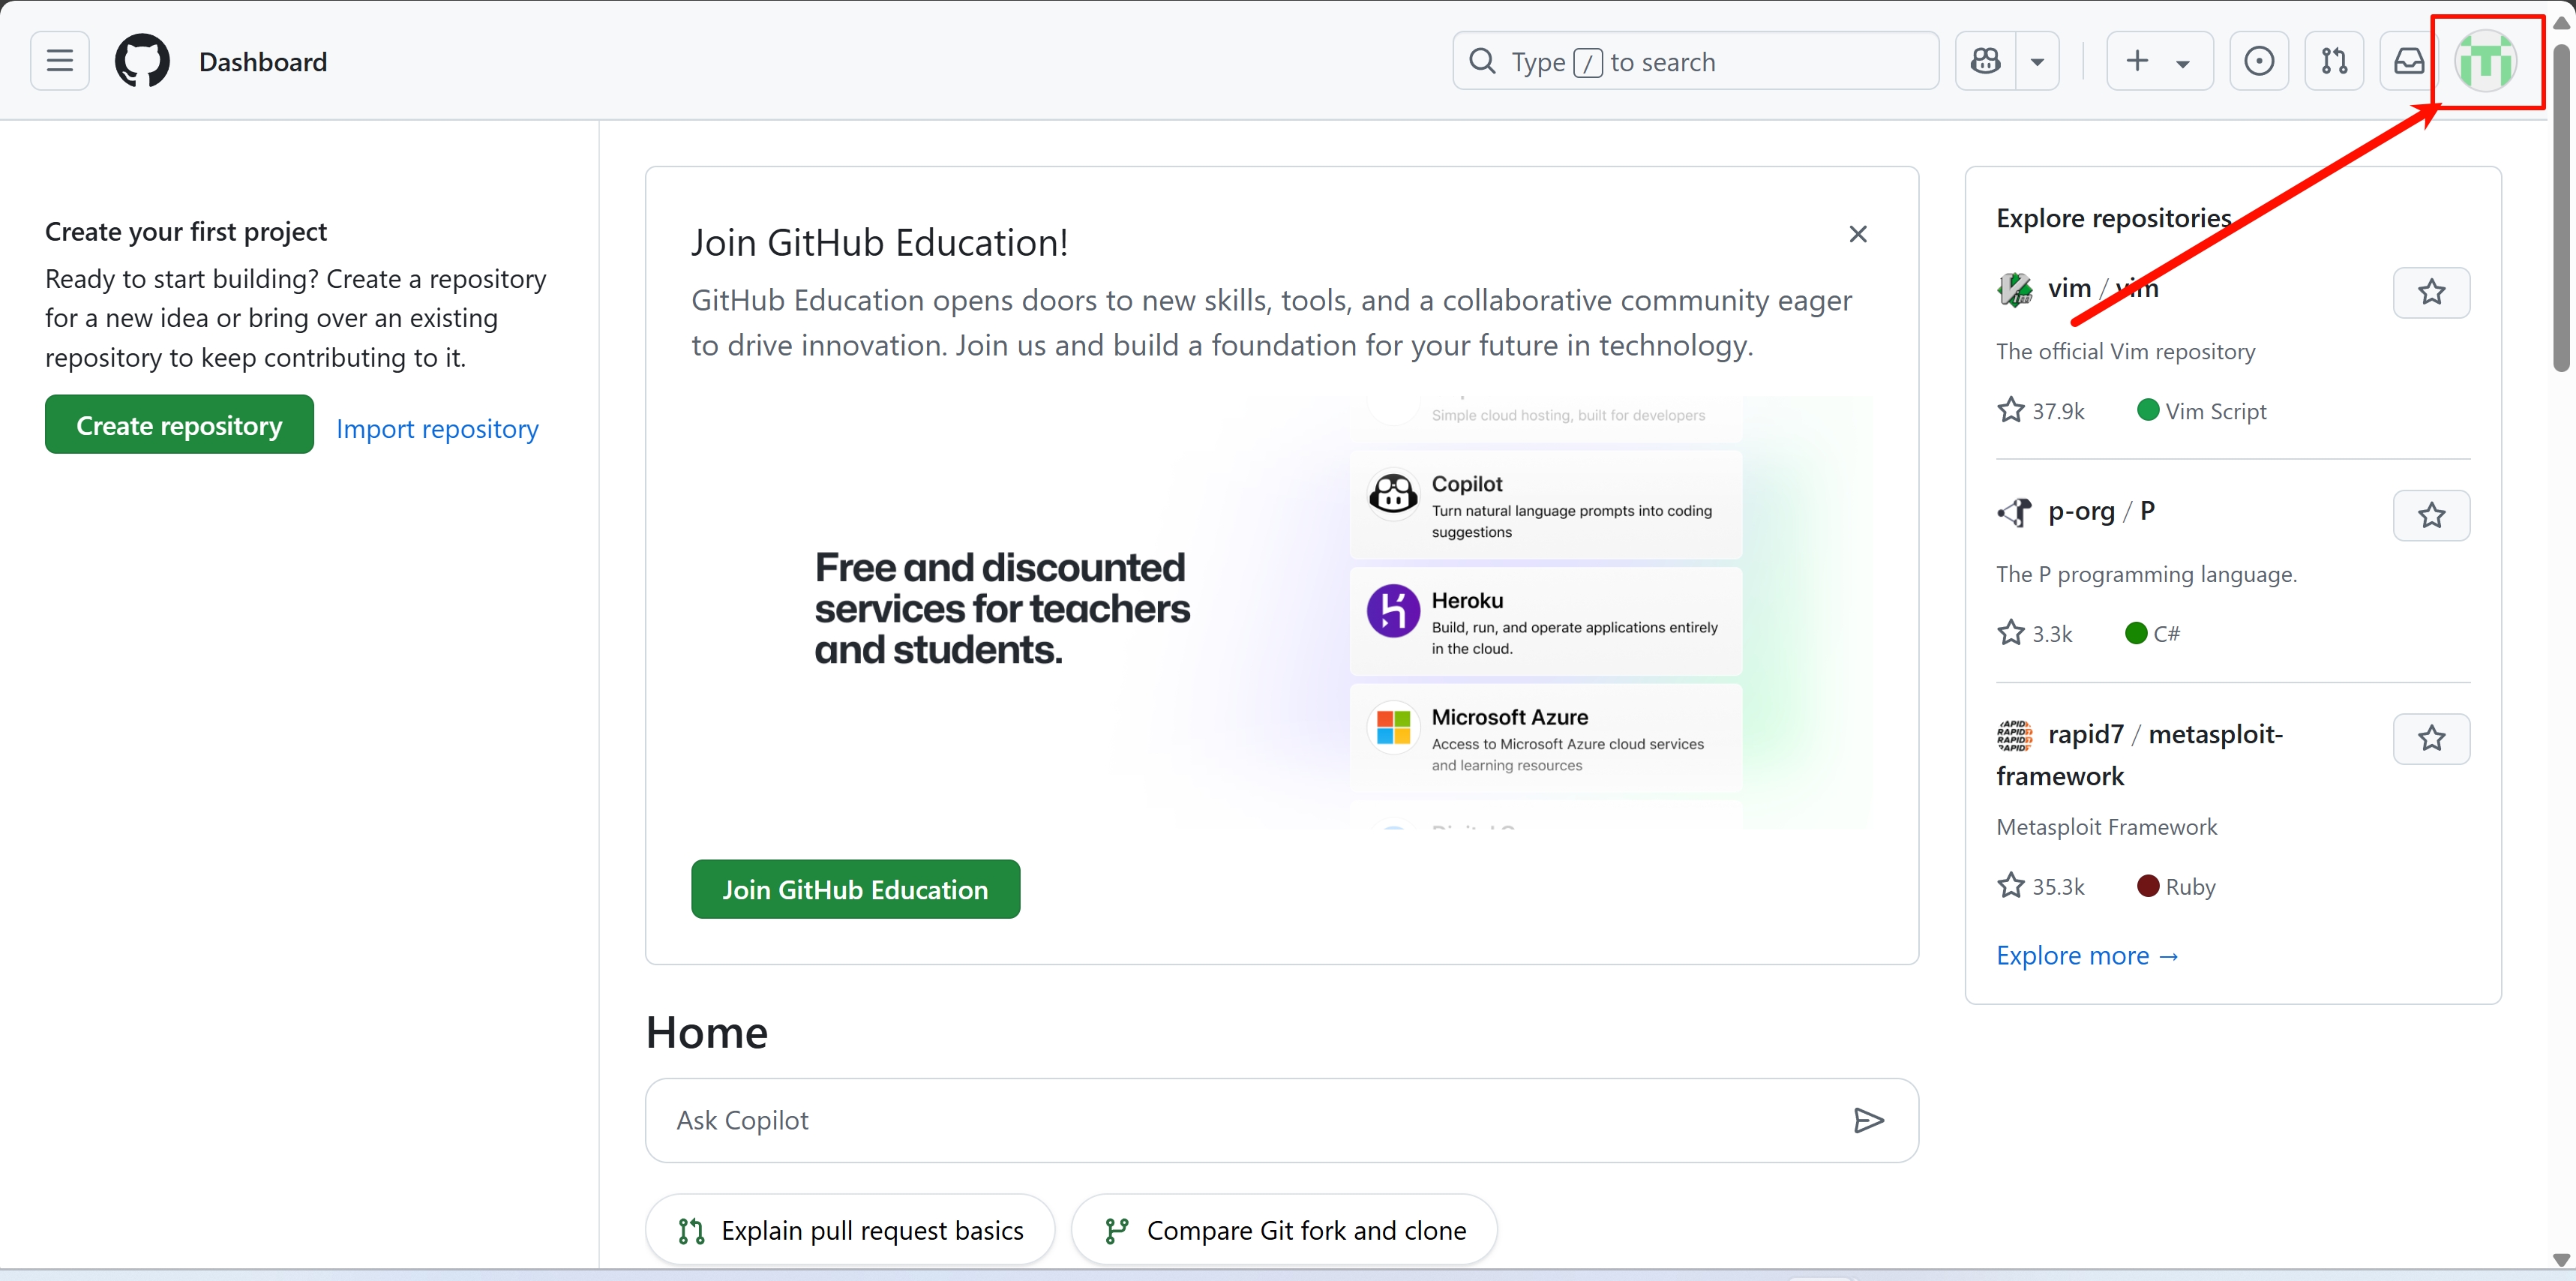 Dashboard
Type / to search
Create your first project
Ready to start building? Create a repository
for a new idea or bring over an existing
repository to keep contributing to it.
Create repository
Import repository
Join GitHub Education!
GitHub Education opens doors to new skills, tools, and a collaborative community eager
to drive innovation. Join us and build a foundation for your future in technology.
Free and discounted
services for teachers
and students.
Simple cloud hosting, built for developers
Copilot
Turn natural language prompts into coding
suggestions
Heroku
Build, run, and operate applications entirely
in the cloud.
Microsoft Azure
Access to Microsoft Azure cloud services
and learning resources
Join GitHub Education
Home
Ask Copilot
Explain pull request basics
Compare Git fork and clone
Explore repositories
vim / vim
The official Vim repository
37.9k
Vim Script
p-org / P
The P programming language.
3.3k
C#
rapid7 / metasploit-
framework
Metasploit Framework
35.3k
Ruby
Explore more →